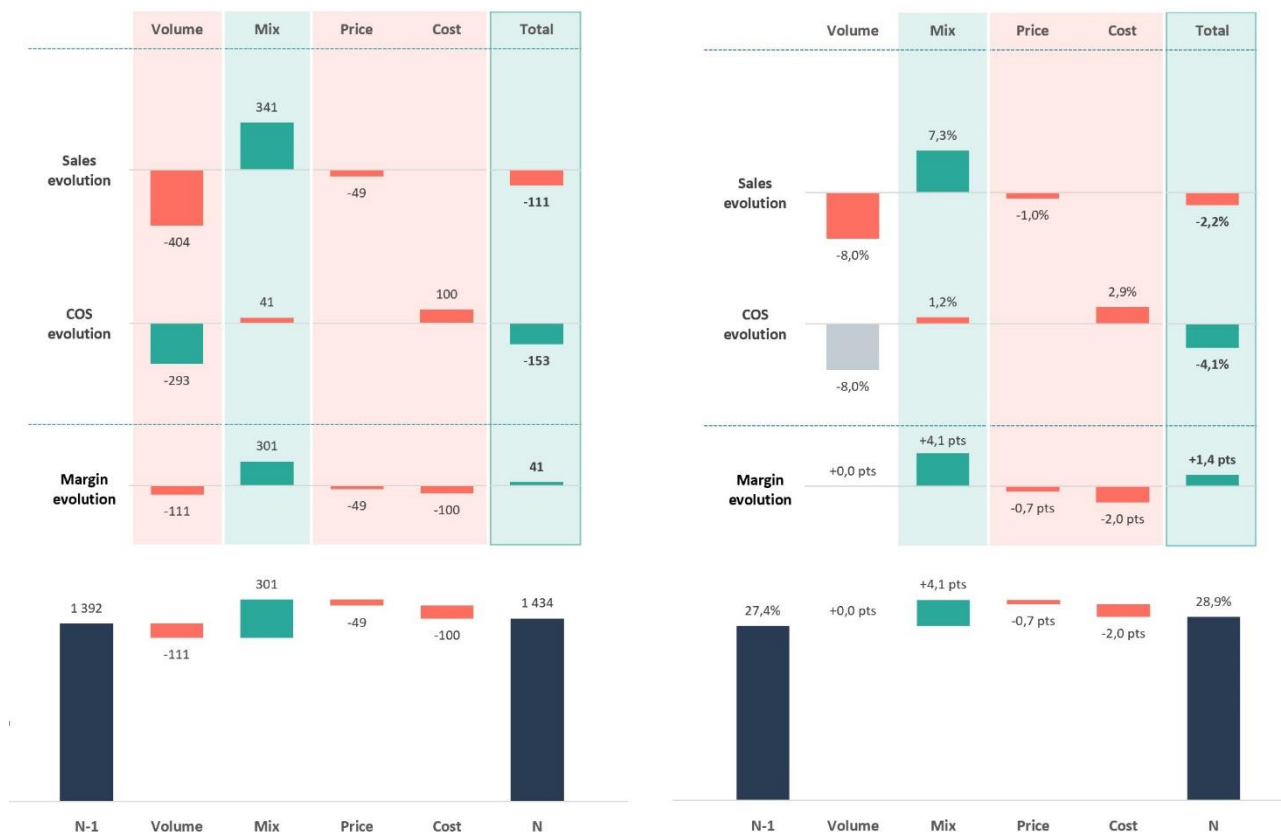 Volume Mix Price Cost Total
341
Sales
evolution
-49
-111
-404
100
41
COS
evolution
-153
-293
301
41
Margin
evolution
-111
-49
-100
301
1 392
1 434
-49
-100
-111
N-1 Volume Mix Price Cost N
Volume Mix Price Cost Total
7,3%
Sales
evolution
-1,0%
-2,2%
-8,0%
2,9%
1,2%
COS
evolution
-4,1%
-8,0%
+4,1 pts
+1,4 pts
+0,0 pts
Margin
evolution
-0,7 pts
-2,0 pts
+4,1 pts
27,4%
+0,0 pts
28,9%
-0,7 pts
-2,0 pts
N-1 Volume Mix Price Cost N